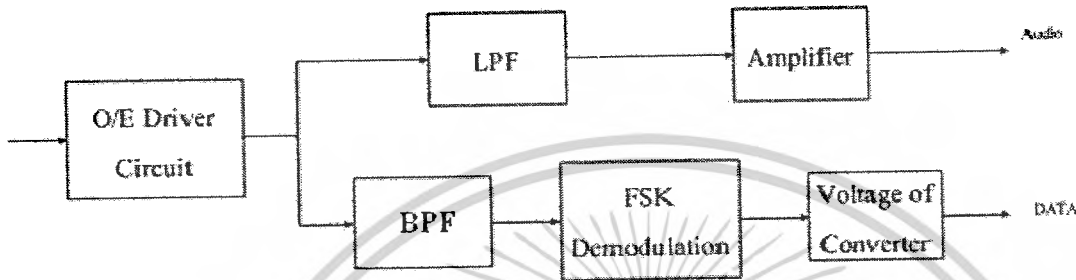 O/E Driver
Circuit
LPF
Amplifier
Audio
BPF
FSK
Demodulation
Voltage of
Converter
DATA